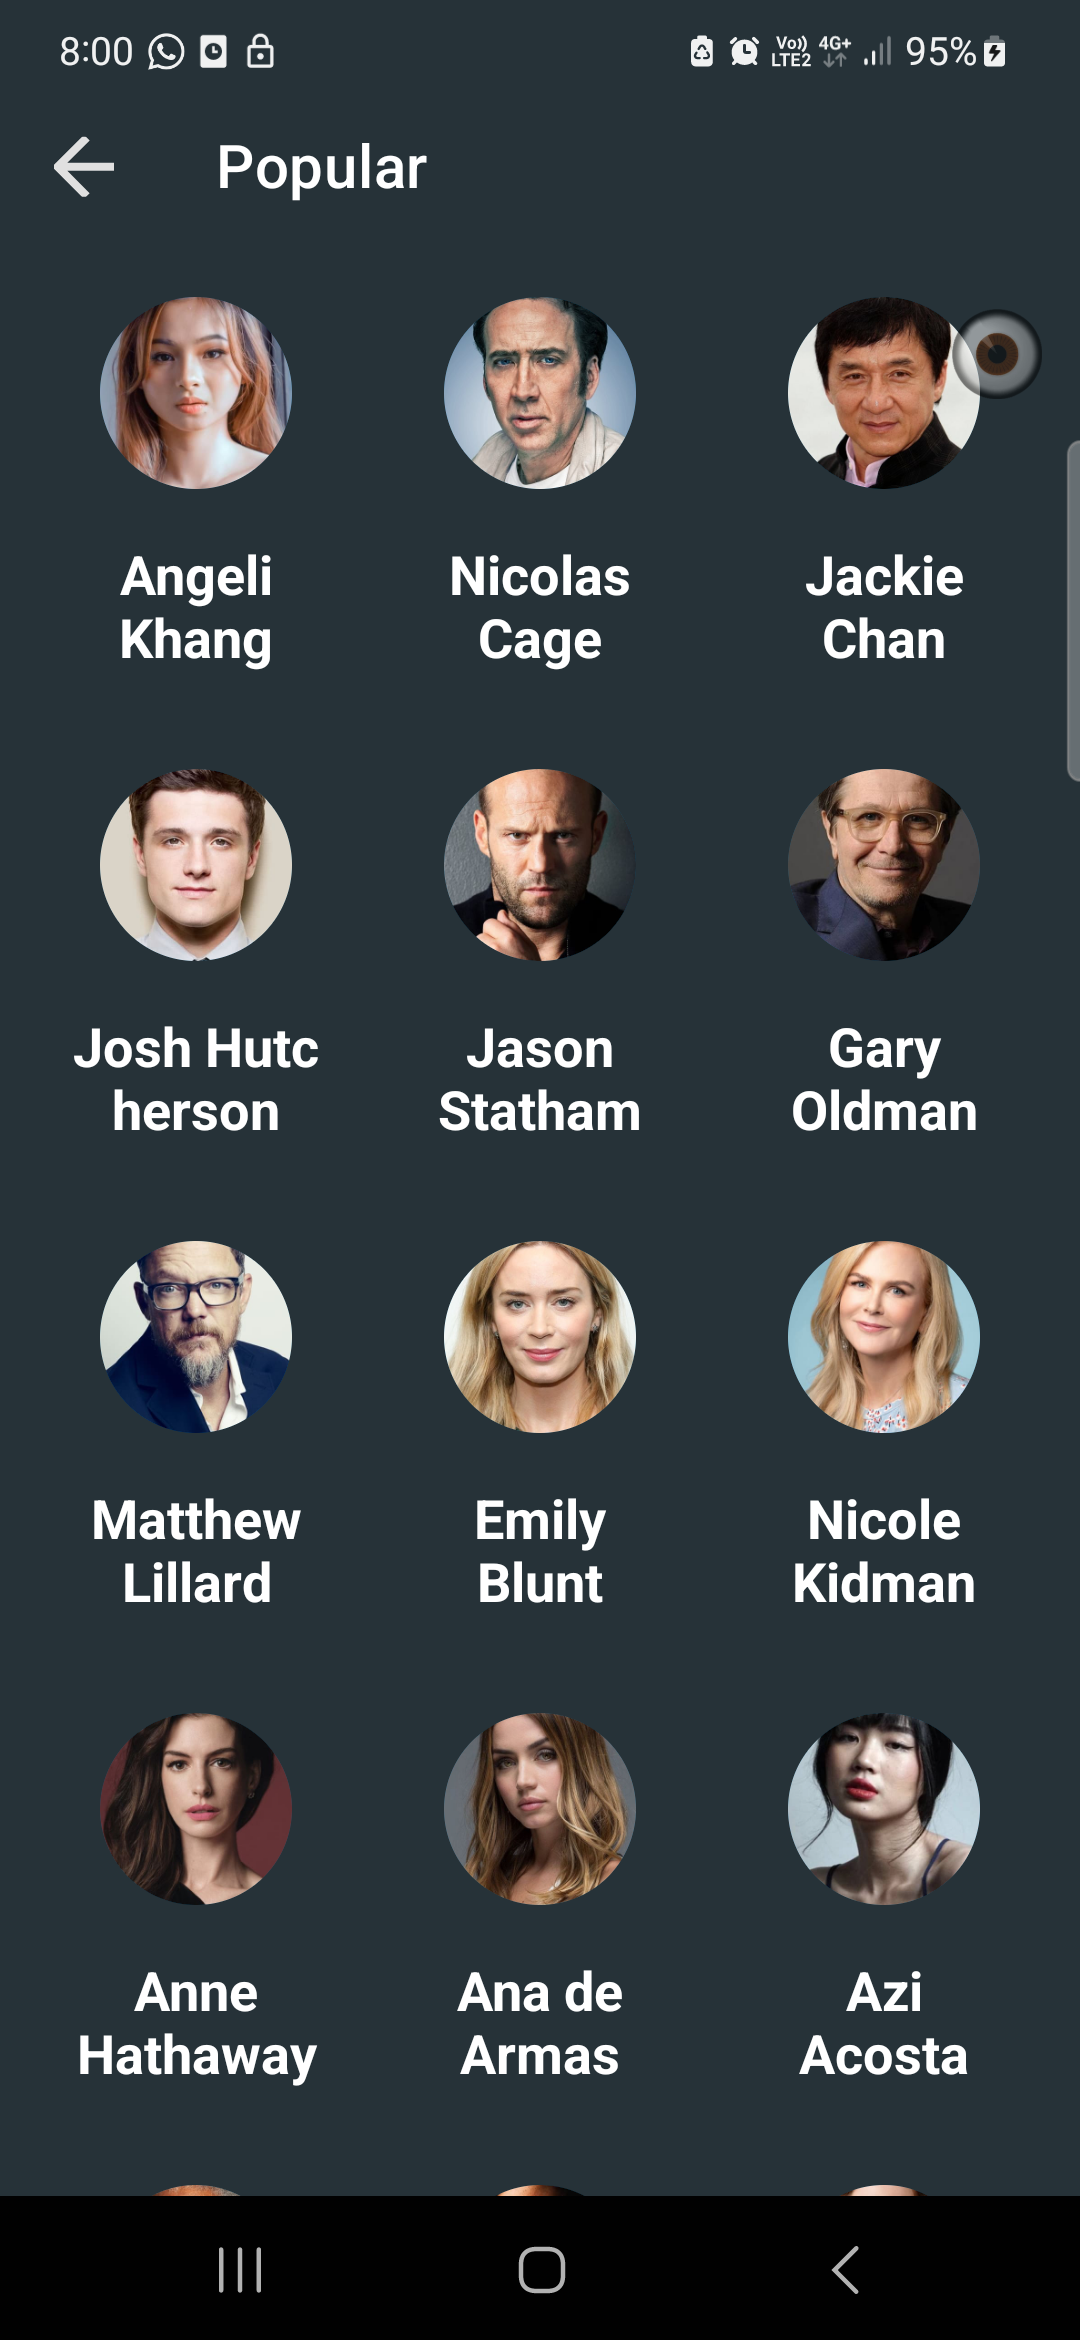 8:00
Vo)) LTE2 4G+ 95%
Popular
Angeli
Khang
Nicolas
Cage
Jackie
Chan
Josh Hutc
herson
Jason
Statham
Gary
Oldman
Matthew
Lillard
Emily
Blunt
Nicole
Kidman
Anne
Hathaway
Ana de
Armas
Azi
Acosta